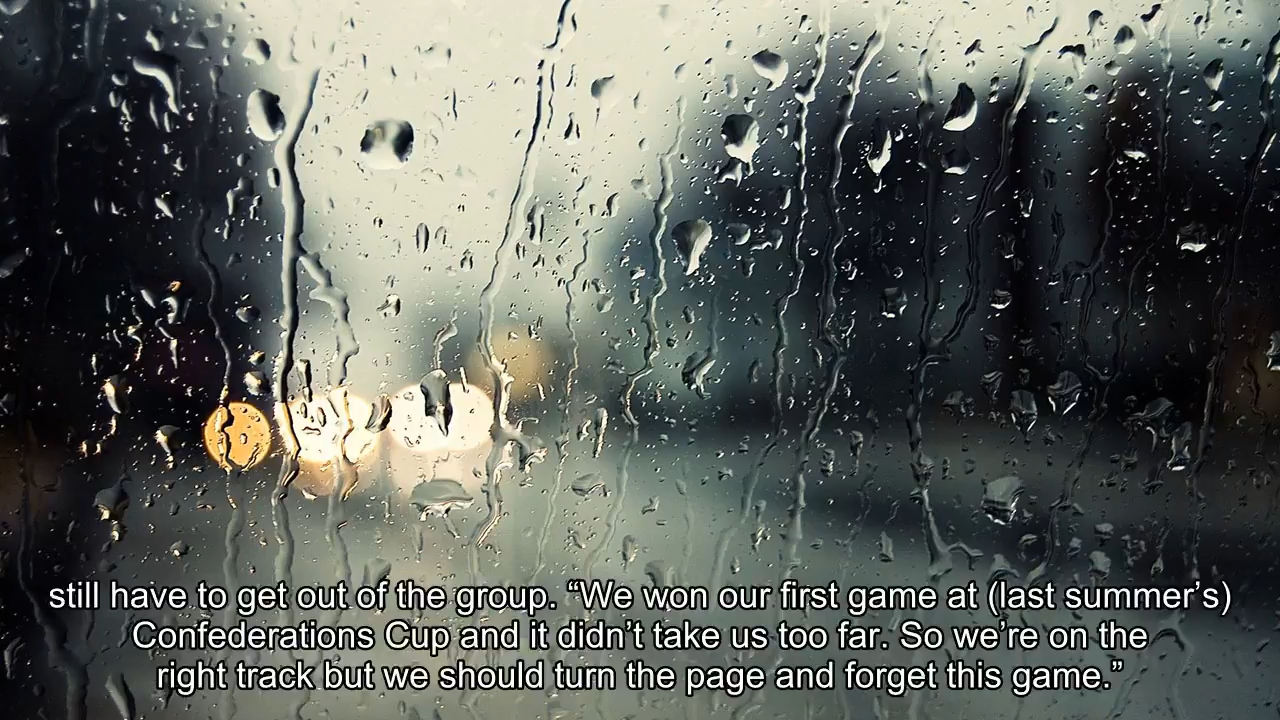 still have to get out of the group. “We won our first game at (last summer’s)
Confederations Cup and it didn’t take us too far. So we’re on the
right track but we should turn the page and forget this game.”